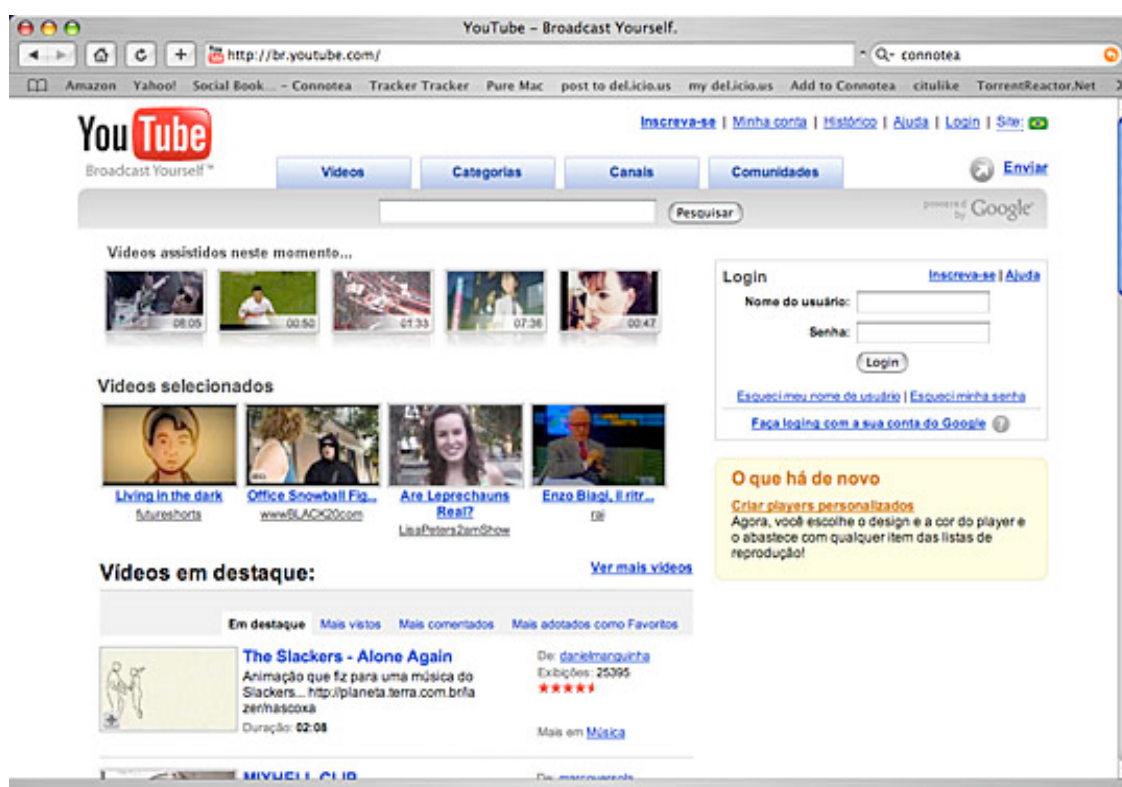 YouTube – Broadcast Yourself.
http://br.youtube.com/
connotea
Amazon Yahoo! Social Book... – Connotea Tracker Tracker Pure Mac post to del.icio.us my del.icio.us Add to Connotea citulike TorrentReactor.Net
YouTube
Broadcast Yourself™
Inscreva-se | Minha conta | Histórico | Ajuda | Login | Site:
Vídeos Categorias Canais Comunidades
Enviar
Pesquisar
powered by Google
Vídeos assistidos neste momento...
08:05 00:50 01:33 07:36 00:47
Vídeos selecionados
Living in the dark
futureshorts
Office Snowball Fig...
wwwBLACK20com
Are Leprechauns
Real?
LisaPeters2amShow
Enzo Biagi, il ritr...
rai
Login
Inscreva-se | Ajuda
Nome do usuário:
Senha:
Login
Esqueci meu nome de usuário | Esqueci minha senha
Faça loging com a sua conta do Google
?
O que há de novo
Criar players personalizados
Agora, você escolhe o design e a cor do player e
o abastece com qualquer item das listas de
reprodução!
Vídeos em destaque:
Ver mais vídeos
Em destaque Mais vistos Mais comentados Mais adotados como Favoritos
The Slackers - Alone Again
Animação que fiz para uma música do
Slackers... http://planeta.terra.com.br/la
zer/nascoxa
Duração: 02:08
De: danielmanguinha
Exibições: 25395
Mais em Música
MIXHELL CLIP
De: